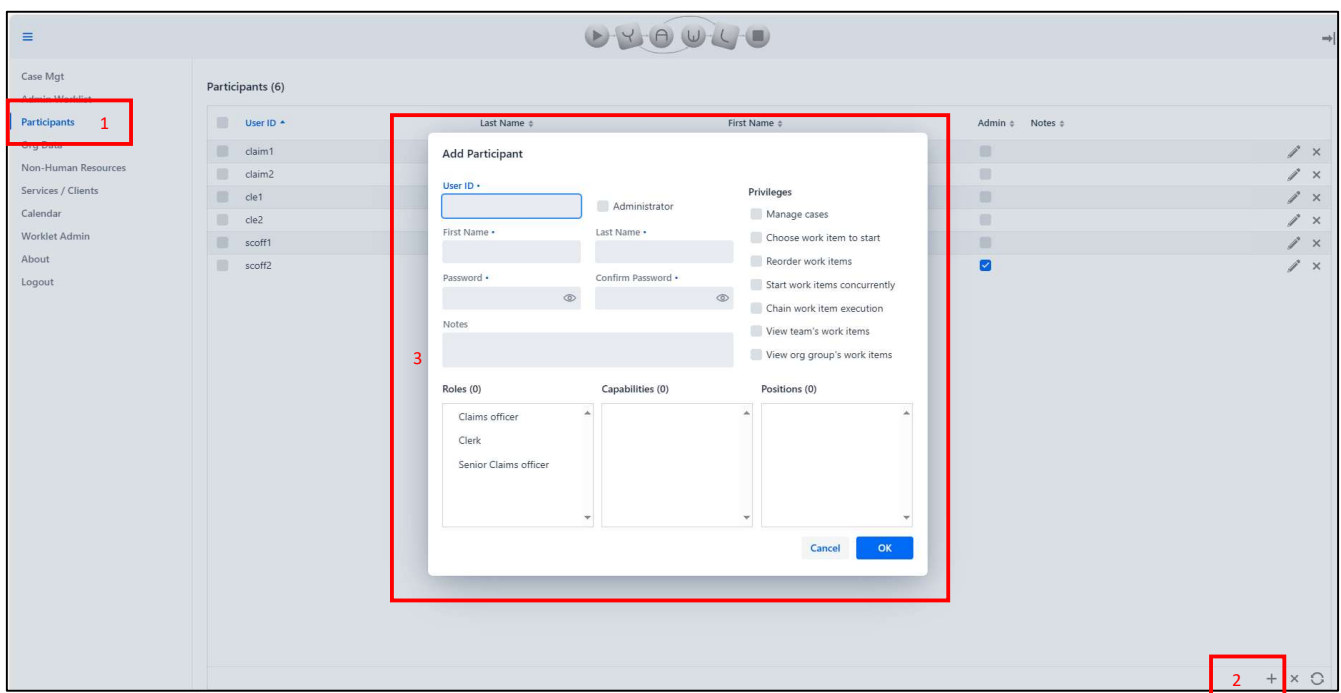 YAWL
Case Mgt
Admin Worklist
Participants 1
Org Data
Non-Human Resources
Services / Clients
Calendar
Worklet Admin
About
Logout
Participants (6)
User ID Last Name First Name Admin Notes
claim1
claim2
cle1
cle2
scoff1
scoff2
3
Add Participant
User ID •
Administrator
First Name • Last Name •
Password • Confirm Password •
Notes
Privileges
Manage cases
Choose work item to start
Reorder work items
Start work items concurrently
Chain work item execution
View team's work items
View org group's work items
Roles (0) Capabilities (0) Positions (0)
Claims officer
Clerk
Senior Claims officer
Cancel OK
2